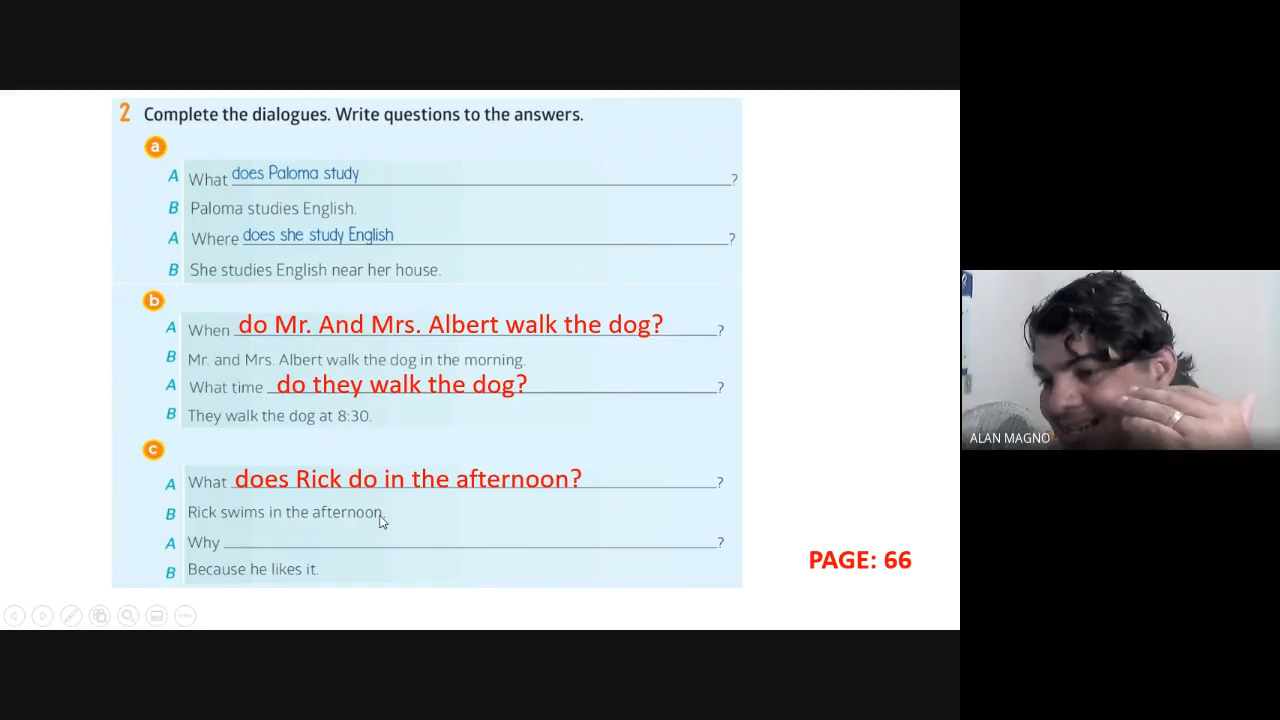 2 Complete the dialogues. Write questions to the answers.
a
A What does Paloma study ?
B Paloma studies English.
A Where does she study English ?
B She studies English near her house.
b
A When do Mr. And Mrs. Albert walk the dog? ?
B Mr. and Mrs. Albert walk the dog in the morning.
A What time do they walk the dog? ?
B They walk the dog at 8:30.
c
A What does Rick do in the afternoon? ?
B Rick swims in the afternoon.
A Why ?
B Because he likes it.
PAGE: 66
ALAN MAGNO